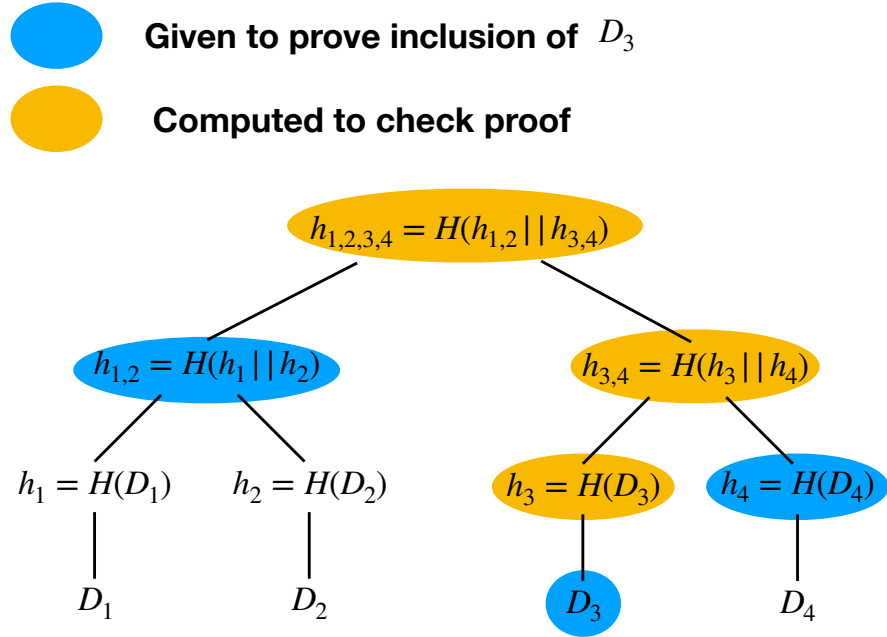 Given to prove inclusion of D₃
Computed to check proof
h₁,₂,₃,₄ = H(h₁,₂||h₃,₄)
h₁,₂ = H(h₁||h₂)
h₃,₄ = H(h₃||h₄)
h₁ = H(D₁)
h₂ = H(D₂)
h₃ = H(D₃)
h₄ = H(D₄)
D₁
D₂
D₃
D₄